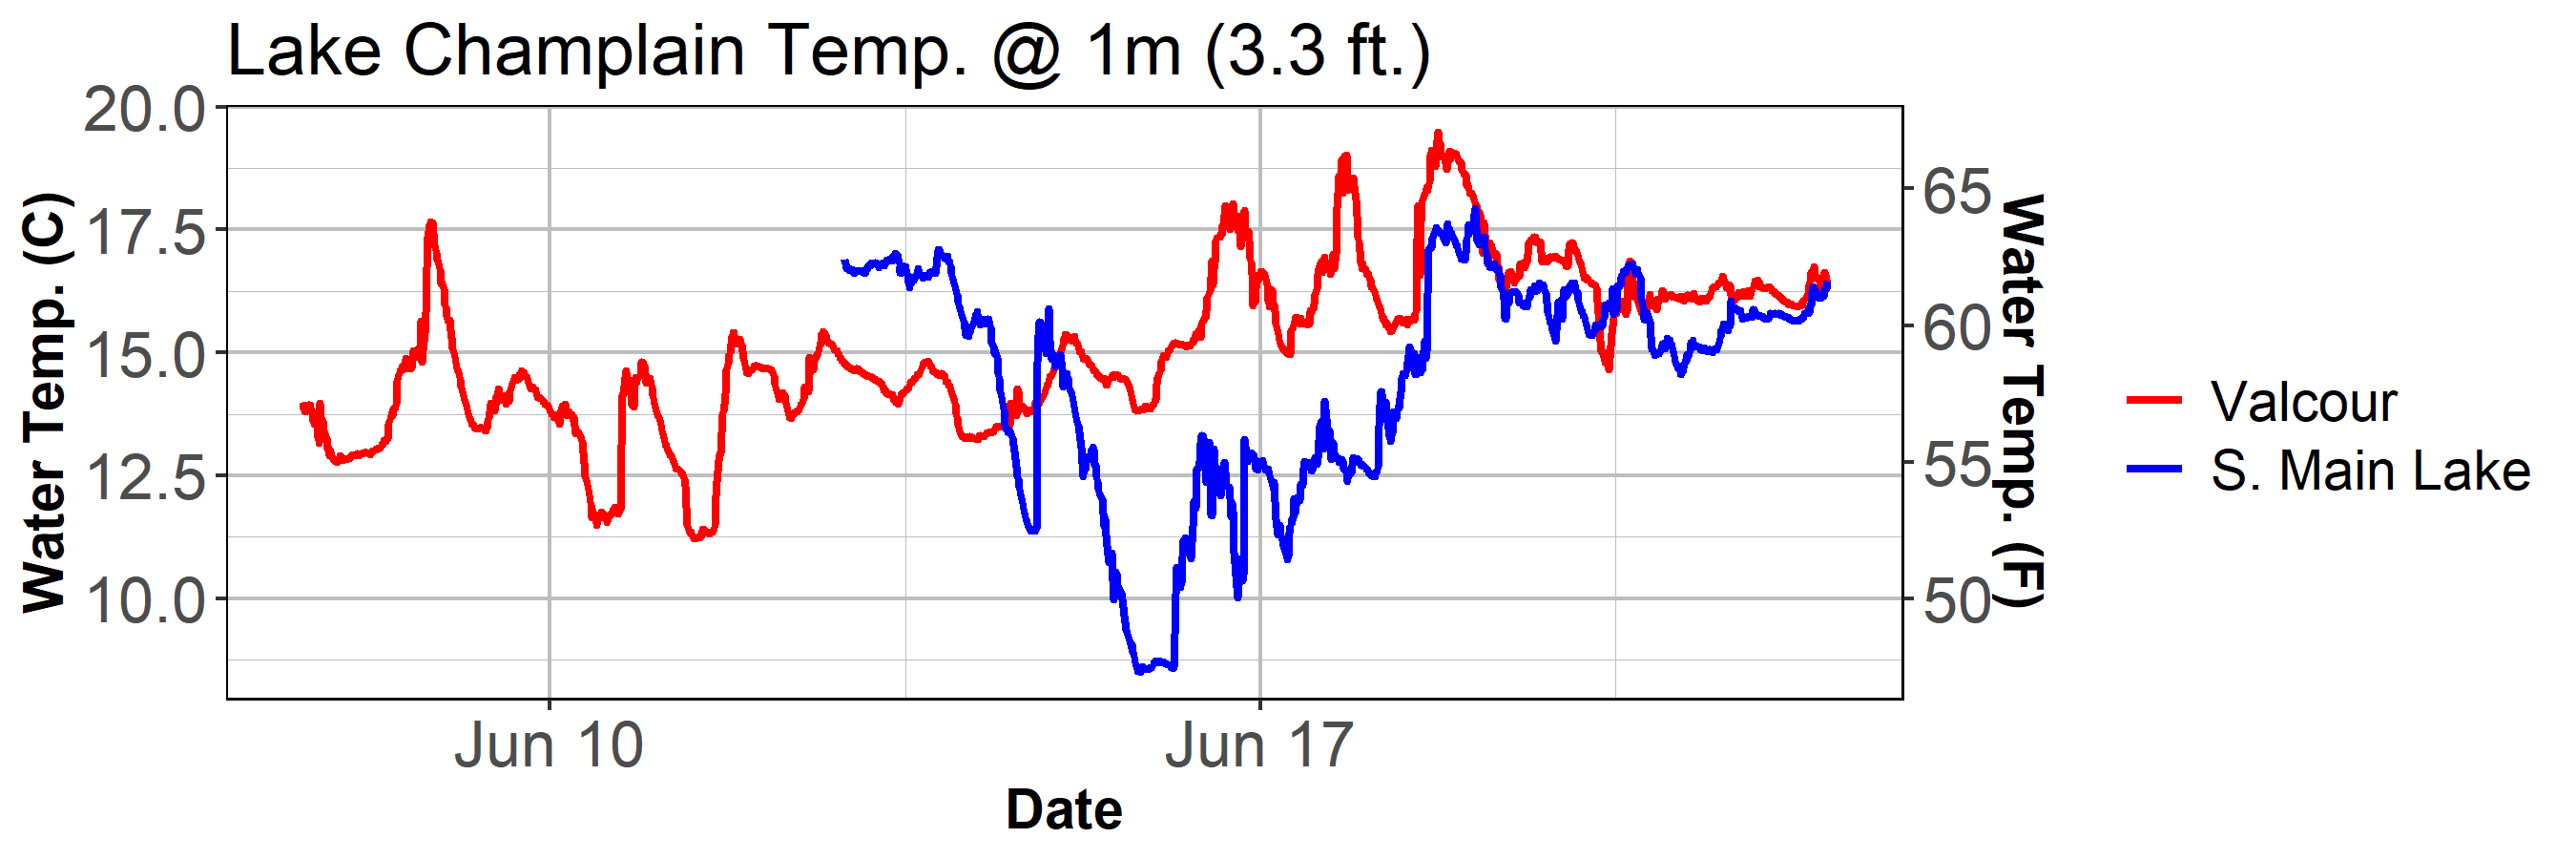 Lake Champlain Temp. @ 1m (3.3 ft.)
Water Temp. (C)
20.0
17.5
15.0
12.5
10.0
65
60
55
50
Water Temp. (F)
Jun 10
Jun 17
Date
Valcour
S. Main Lake